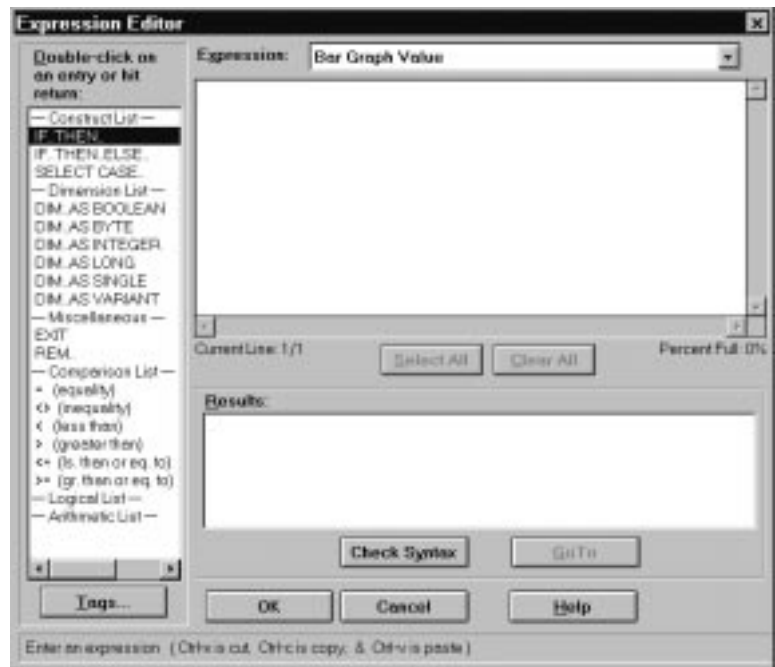 Expression Editor
Double-click on
an entry or hit
return:
— Construct List —
IF..THEN..
IF..THEN..ELSE..
SELECT CASE..
— Dimension List —
DIM..AS BOOLEAN
DIM..AS BYTE
DIM..AS INTEGER
DIM..AS LONG
DIM..AS SINGLE
DIM..AS VARIANT
— Miscellaneous —
EXIT
REM..
— Comparison List —
= (equality)
<> (inequality)
< (less than)
> (greater then)
<= (ls. then or eq. to)
>= (gr. than or eq. to)
— Logical List —
— Arithmetic List —
Tags...
Expression: Bar Graph Value
Current Line: 1/1
Select All
Clear All
Percent Full: 0%
Results:
Check Syntax
GoTo
OK
Cancel
Help
Enter an expression ( Ctrl-x is cut, Ctrl-c is copy, & Ctrl-v is paste )